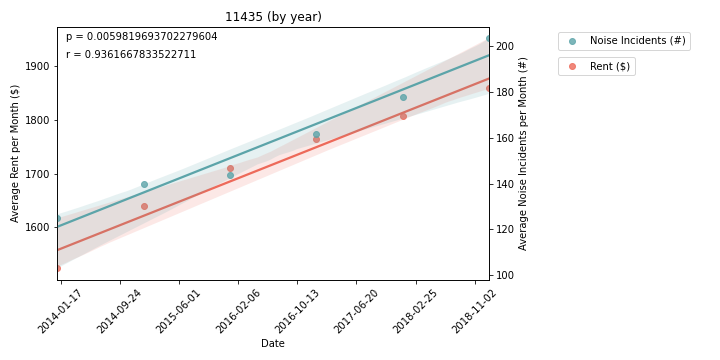 11435 (by year)
p = 0.0059819693702279604
r = 0.9361667833522711
Noise Incidents (#)
Rent ($)
Average Rent per Month ($)
1900
1800
1700
1600
200
180
160
140
120
100
Average Noise Incidents per Month (#)
2014-01-17
2014-09-24
2015-06-01
2016-02-06
2016-10-13
2017-06-20
2018-02-25
2018-11-02
Date